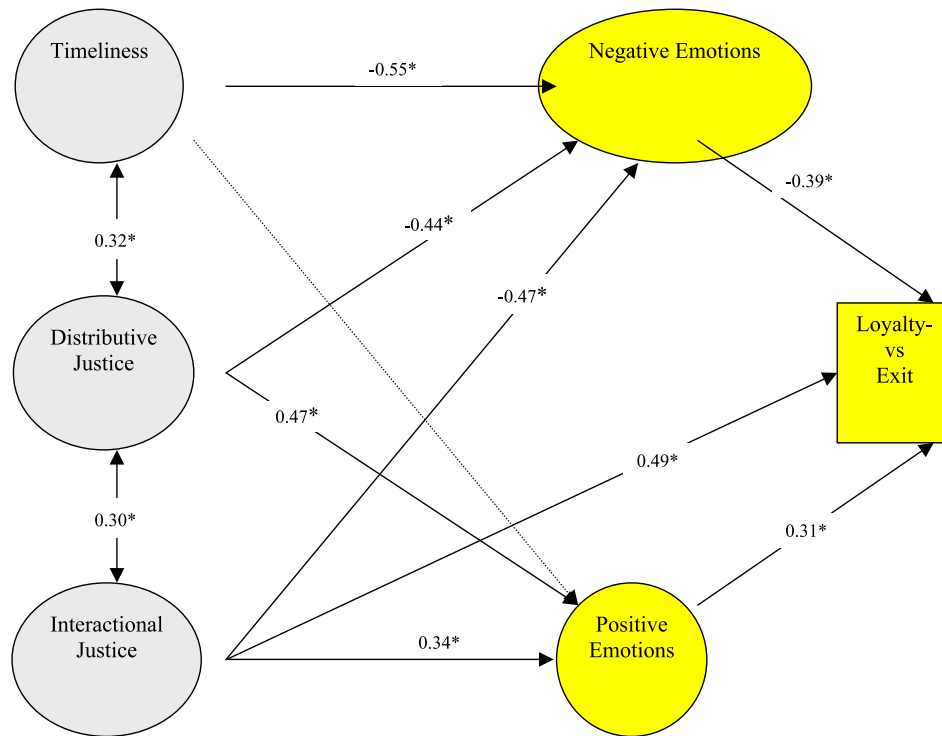 Timeliness
Negative Emotions
-0.55*
-0.39*
-0.44*
0.32*
-0.47*
Distributive
Justice
Loyalty-
vs
Exit
0.47*
0.49*
0.30*
0.31*
Interactional
Justice
0.34*
Positive
Emotions